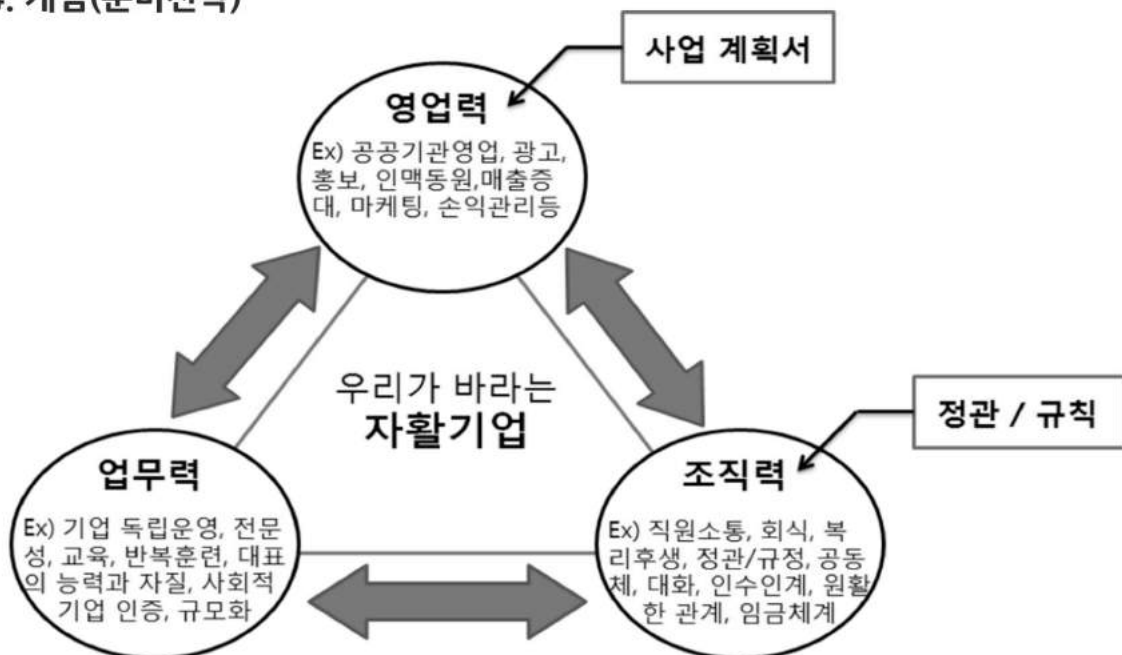 사업 계획서
영업력
Ex) 공공기관영업, 광고,
홍보, 인맥동원,매출증
대, 마케팅, 손익관리등
우리가 바라는
자활기업
정관 / 규칙
업무력
Ex) 기업 독립운영, 전문
성, 교육, 반복훈련, 대표
의 능력과 자질, 사회적
기업 인증, 규모화
조직력
Ex) 직원소통, 회식, 복
리후생, 정관/규정, 공동
체, 대화, 인수인계, 원활
한 관계, 임금체계